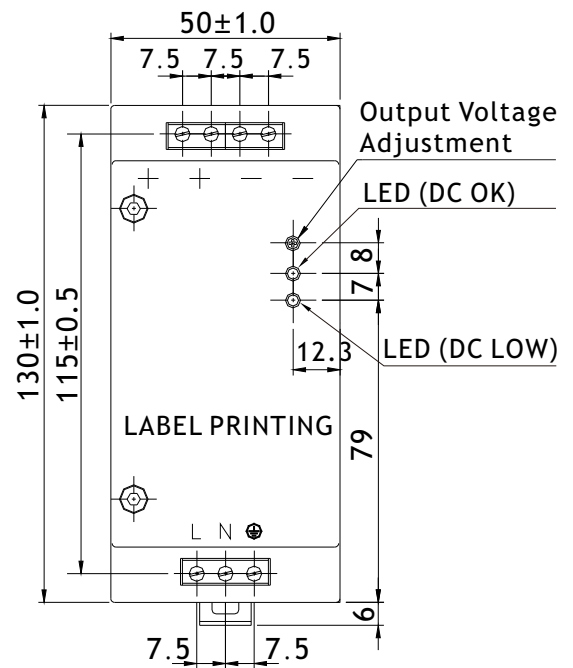 50±1.0
7.5 7.5 7.5
Output Voltage
Adjustment
+ + - -
LED (DC OK)
8
7
130±1.0
115±0.5
12.3
LED (DC LOW)
LABEL PRINTING
79
L N ⏚
6
7.5 7.5